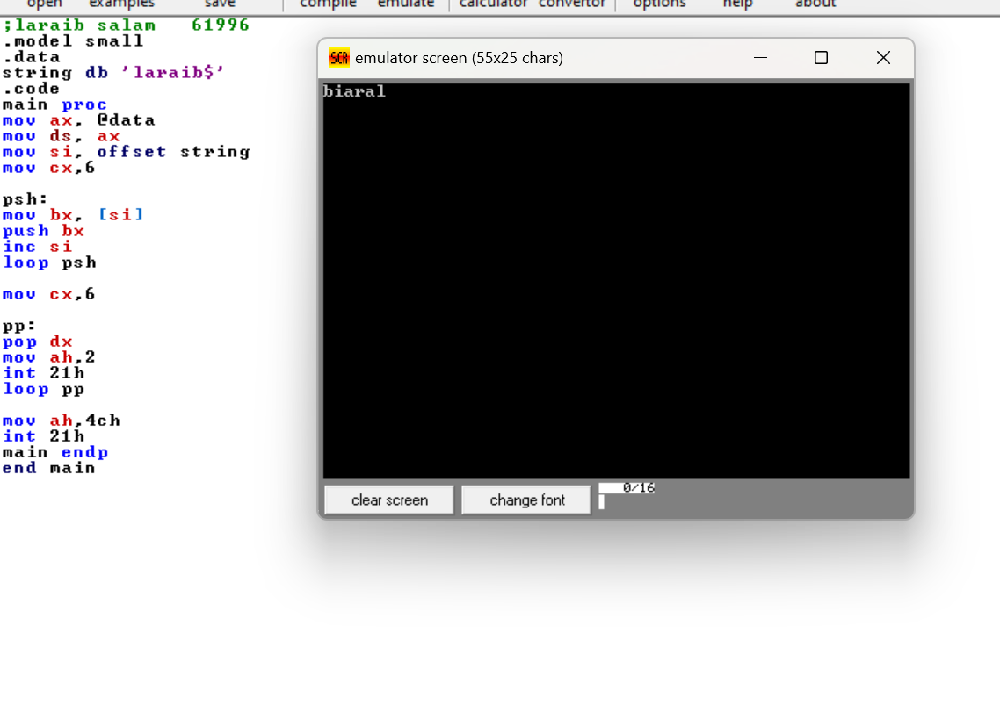 open examples save compile emulate calculator convertor options help about
;laraib salam 61996
.model small
.data
string db 'laraib$'
.code
main proc
mov ax, @data
mov ds, ax
mov si, offset string
mov cx,6
psh:
mov bx, [si]
push bx
inc si
loop psh
mov cx,6
pp:
pop dx
mov ah,2
int 21h
loop pp
mov ah,4ch
int 21h
main endp
end main
SCR emulator screen (55x25 chars)
biaral
clear screen change font 0/16